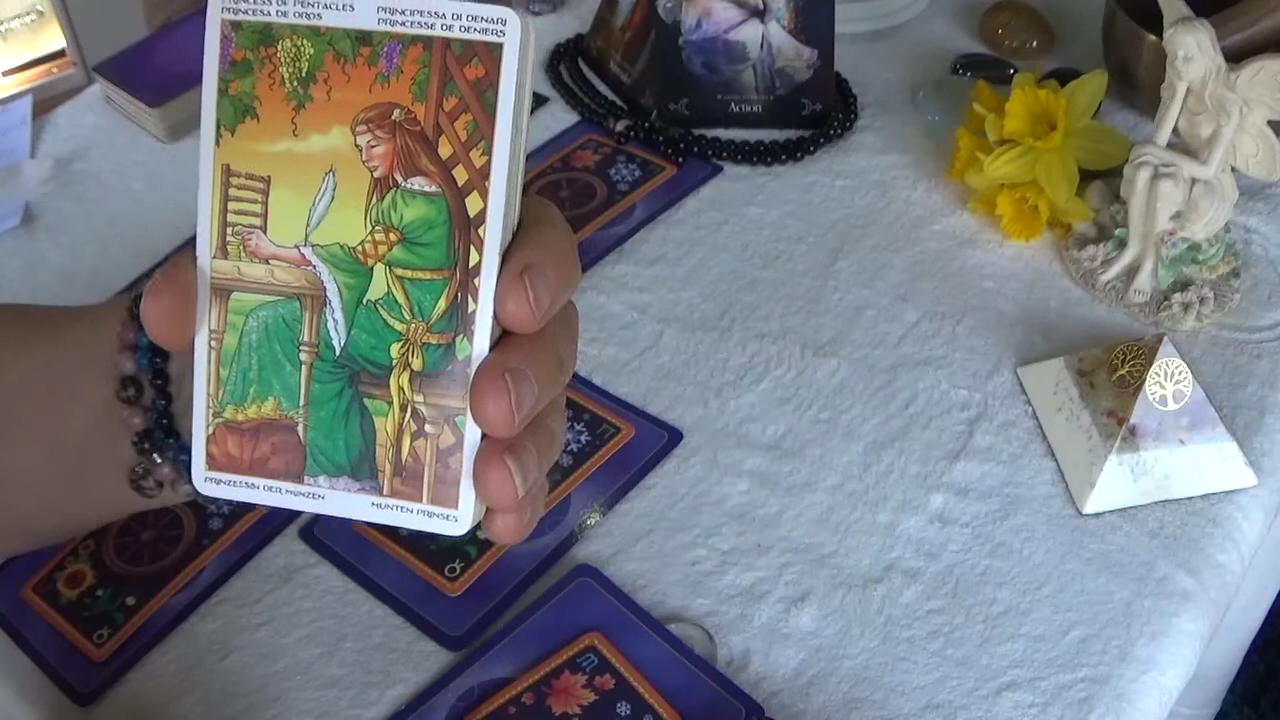 PRINCESS OF PENTACLES
PRINCESA DE OROS
PRINCIPESSA DI DENARI
PRINCESSE DE DENIERS
PRINZESSIN DER MÜNZEN
MUNTEN PRINSES
Action